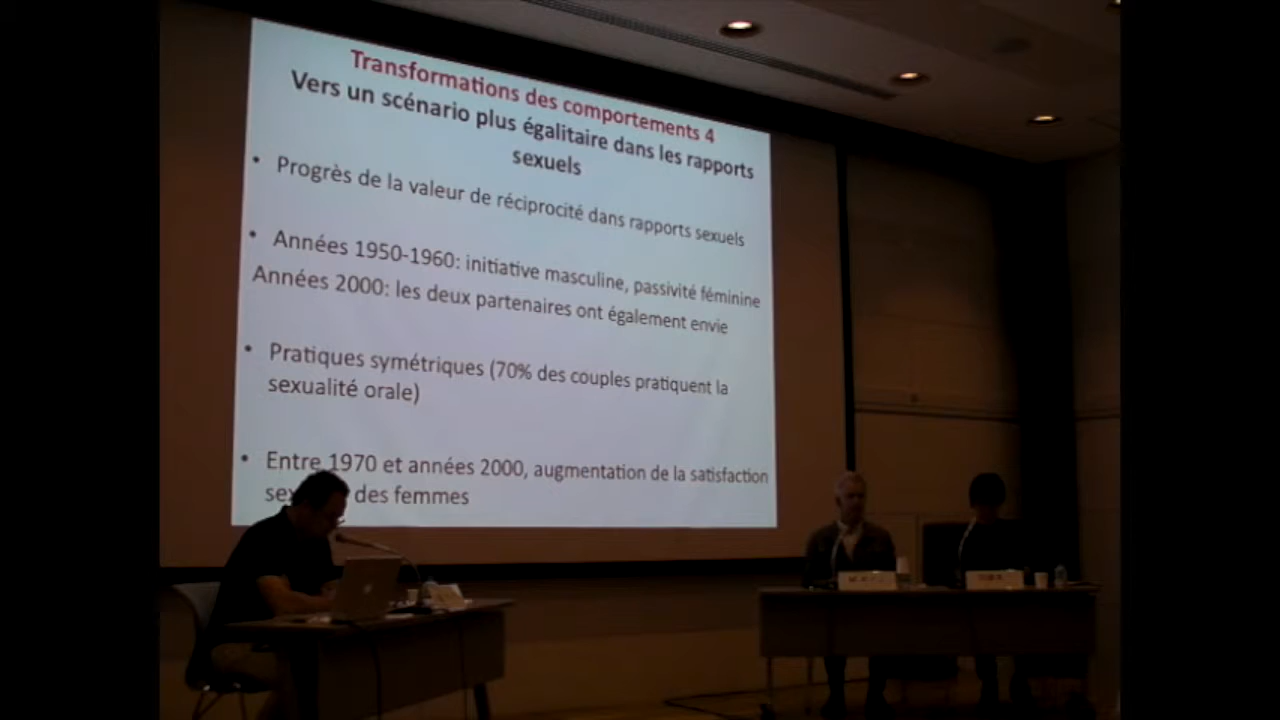 Transformations des comportements 4
Vers un scénario plus égalitaire dans les rapports
sexuels
• Progrès de la valeur de réciprocité dans rapports sexuels
• Années 1950-1960: initiative masculine, passivité féminine
Années 2000: les deux partenaires ont également envie
• Pratiques symétriques (70% des couples pratiquent la
sexualité orale)
• Entre 1970 et années 2000, augmentation de la satisfaction
des femmes